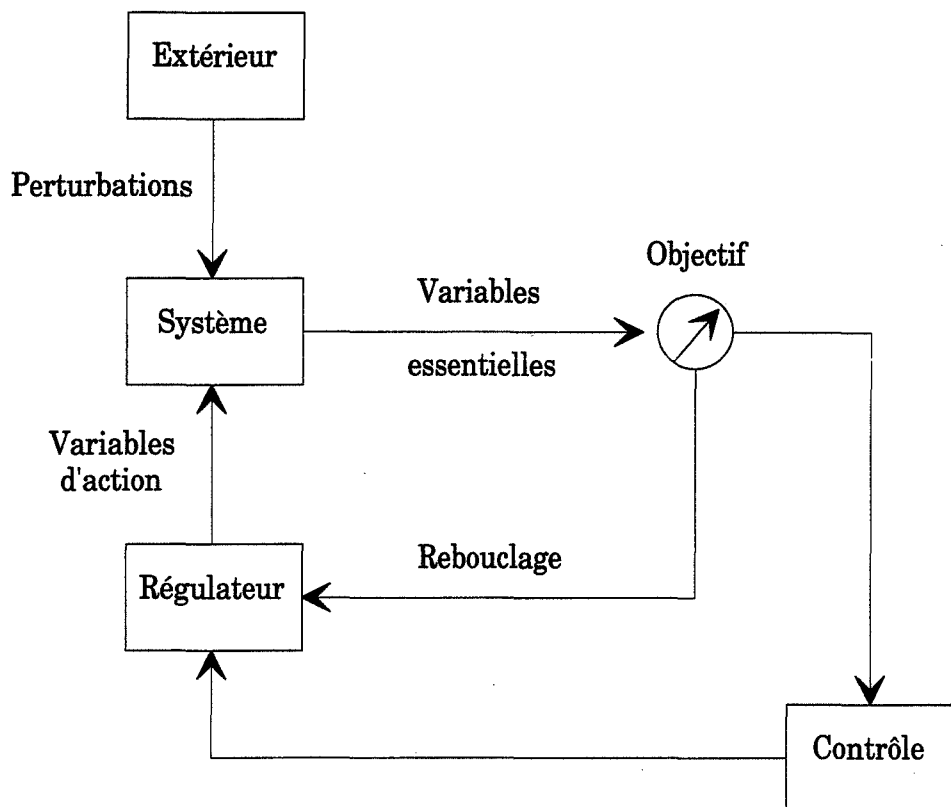 Extérieur
Perturbations
Objectif
Variables
Système
essentielles
Variables
d'action
Rebouclage
Régulateur
Contrôle